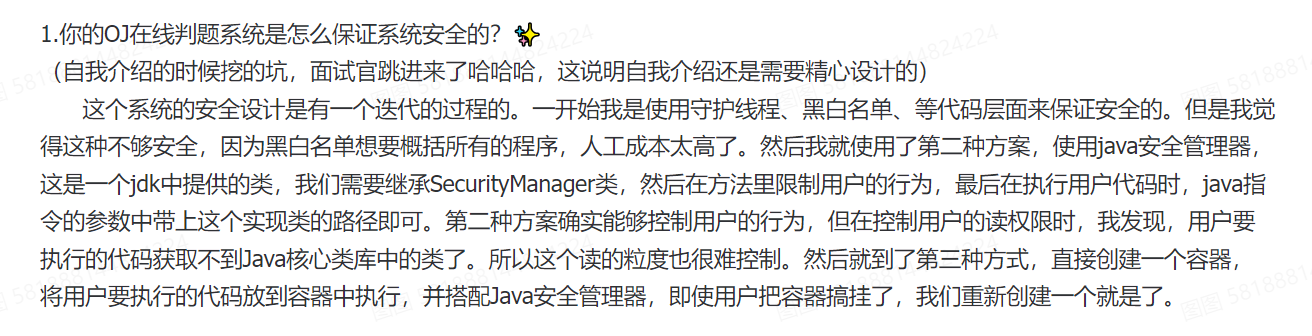 1.你的OJ在线判题系统是怎么保证系统安全的？✨
（自我介绍的时候挖的坑，面试官跳进来了哈哈哈，这说明自我介绍还是需要精心设计的）
这个系统的安全设计是有一个迭代的过程的。一开始我是使用守护线程、黑白名单、等代码层面来保证安全的。但是我觉
得这种不够安全，因为黑白名单想要概括所有的程序，人工成本太高了。然后我就使用了第二种方案，使用java安全管理器，
这是一个jdk中提供的类，我们需要继承SecurityManager类，然后在方法里限制用户的行为，最后在执行用户代码时，java指
令的参数中带上这个实现类的路径即可。第二种方案确实能够控制用户的行为，但在控制用户的读权限时，我发现，用户要
执行的代码获取不到Java核心类库中的类了。所以这个读的粒度也很难控制。然后就到了第三种方式，直接创建一个容器，
将用户要执行的代码放到容器中执行，并搭配Java安全管理器，即使用户把容器搞挂了，我们重新创建一个就是了。